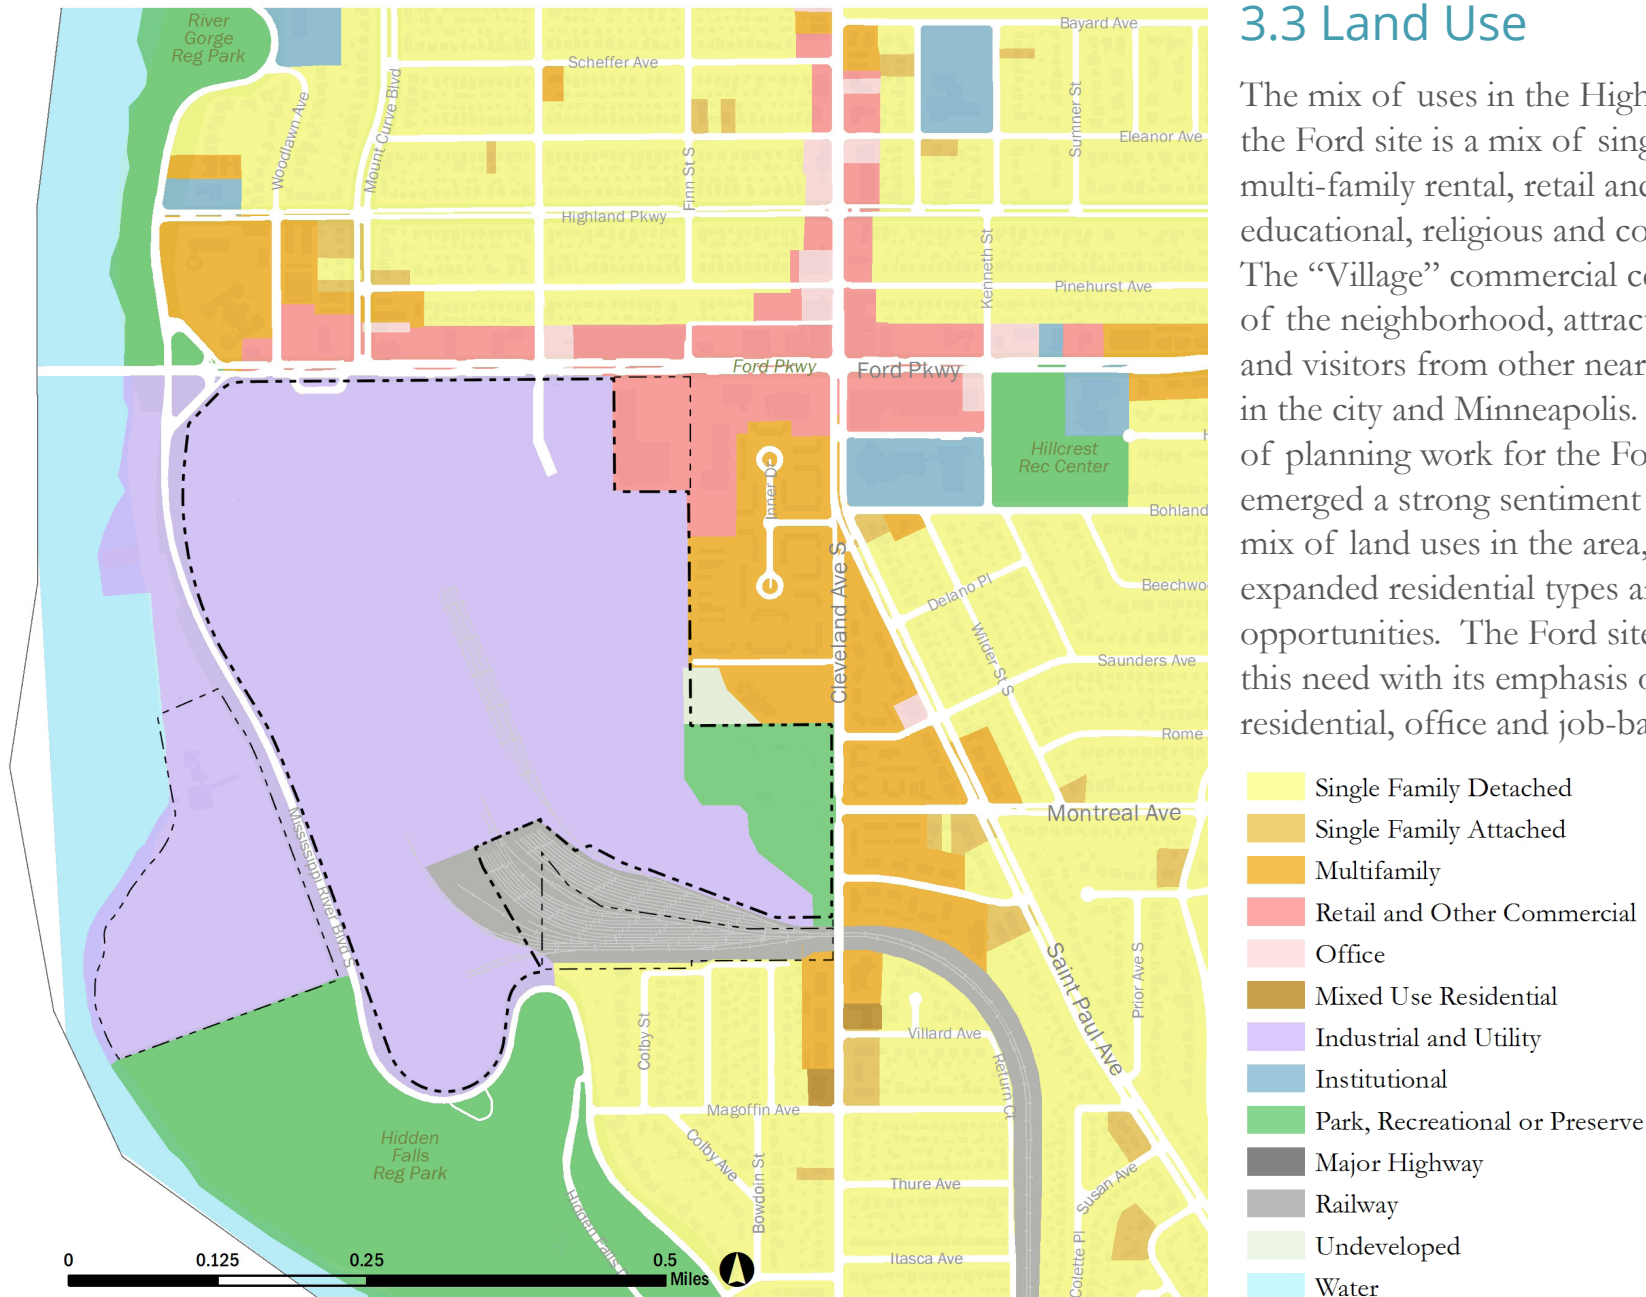 River
Gorge
Reg Park
Woodlawn Ave
Mount Curve Blvd
Scheffer Ave
Finn St S
Highland Pkwy
Bayard Ave
Sumner St
Eleanor Ave
Kenneth St
Pinehurst Ave
Ford Pkwy
Ford Pkwy
Inner Dr
Hillcrest
Rec Center
Bohland
Cleveland Ave S
Delano Pl
Beechwo
Wilder St S
Saunders Ave
Rome
Montreal Ave
Mississippi River Blvd S
Saint Paul Ave
Prior Ave S
Colby St
Villard Ave
Return Ct
Magoffin Ave
Colby Ave
Bowdoin St
Thure Ave
Susan Ave
Itasca Ave
Colette Pl
Hidden
Falls
Reg Park
Hidden Falls
0 0.125 0.25 0.5
Miles
3.3 Land Use
The mix of uses in the High
the Ford site is a mix of sing
multi-family rental, retail and
educational, religious and co
The “Village” commercial c
of the neighborhood, attrac
and visitors from other near
in the city and Minneapolis.
of planning work for the Fo
emerged a strong sentiment
mix of land uses in the area,
expanded residential types a
opportunities. The Ford site
this need with its emphasis o
residential, office and job-ba
Single Family Detached
Single Family Attached
Multifamily
Retail and Other Commercial
Office
Mixed Use Residential
Industrial and Utility
Institutional
Park, Recreational or Preserve
Major Highway
Railway
Undeveloped
Water